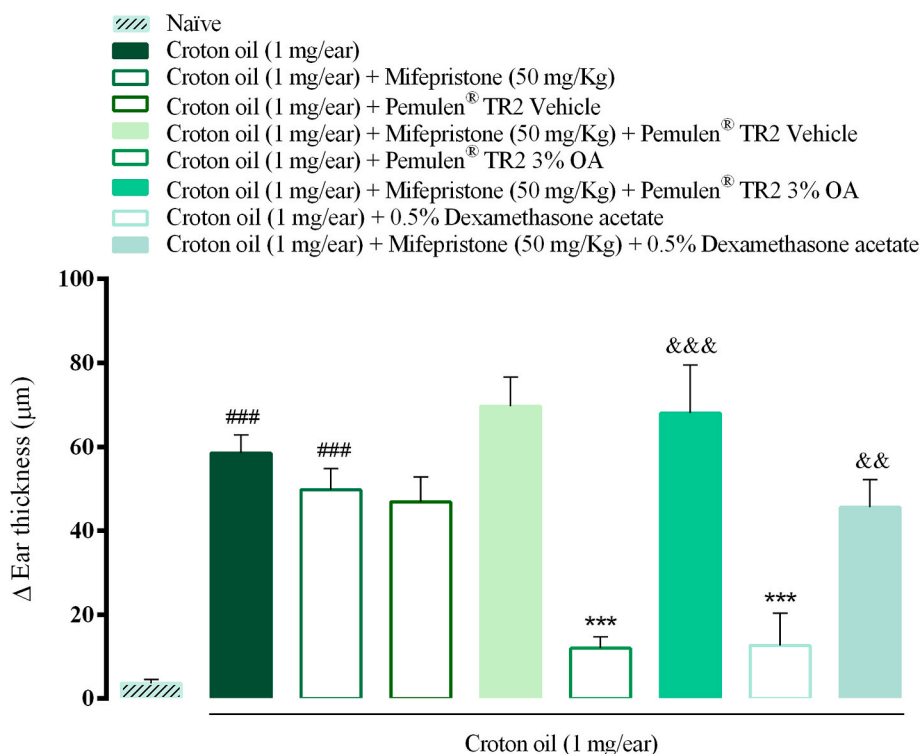 Naïve
Croton oil (1 mg/ear)
Croton oil (1 mg/ear) + Mifepristone (50 mg/Kg)
Croton oil (1 mg/ear) + Pemulen® TR2 Vehicle
Croton oil (1 mg/ear) + Mifepristone (50 mg/Kg) + Pemulen® TR2 Vehicle
Croton oil (1 mg/ear) + Pemulen® TR2 3% OA
Croton oil (1 mg/ear) + Mifepristone (50 mg/Kg) + Pemulen® TR2 3% OA
Croton oil (1 mg/ear) + 0.5% Dexamethasone acetate
Croton oil (1 mg/ear) + Mifepristone (50 mg/Kg) + 0.5% Dexamethasone acetate
Δ Ear thickness (μm)
100
80
60
40
20
0
###
###
***
&&&
***
&&
Croton oil (1 mg/ear)